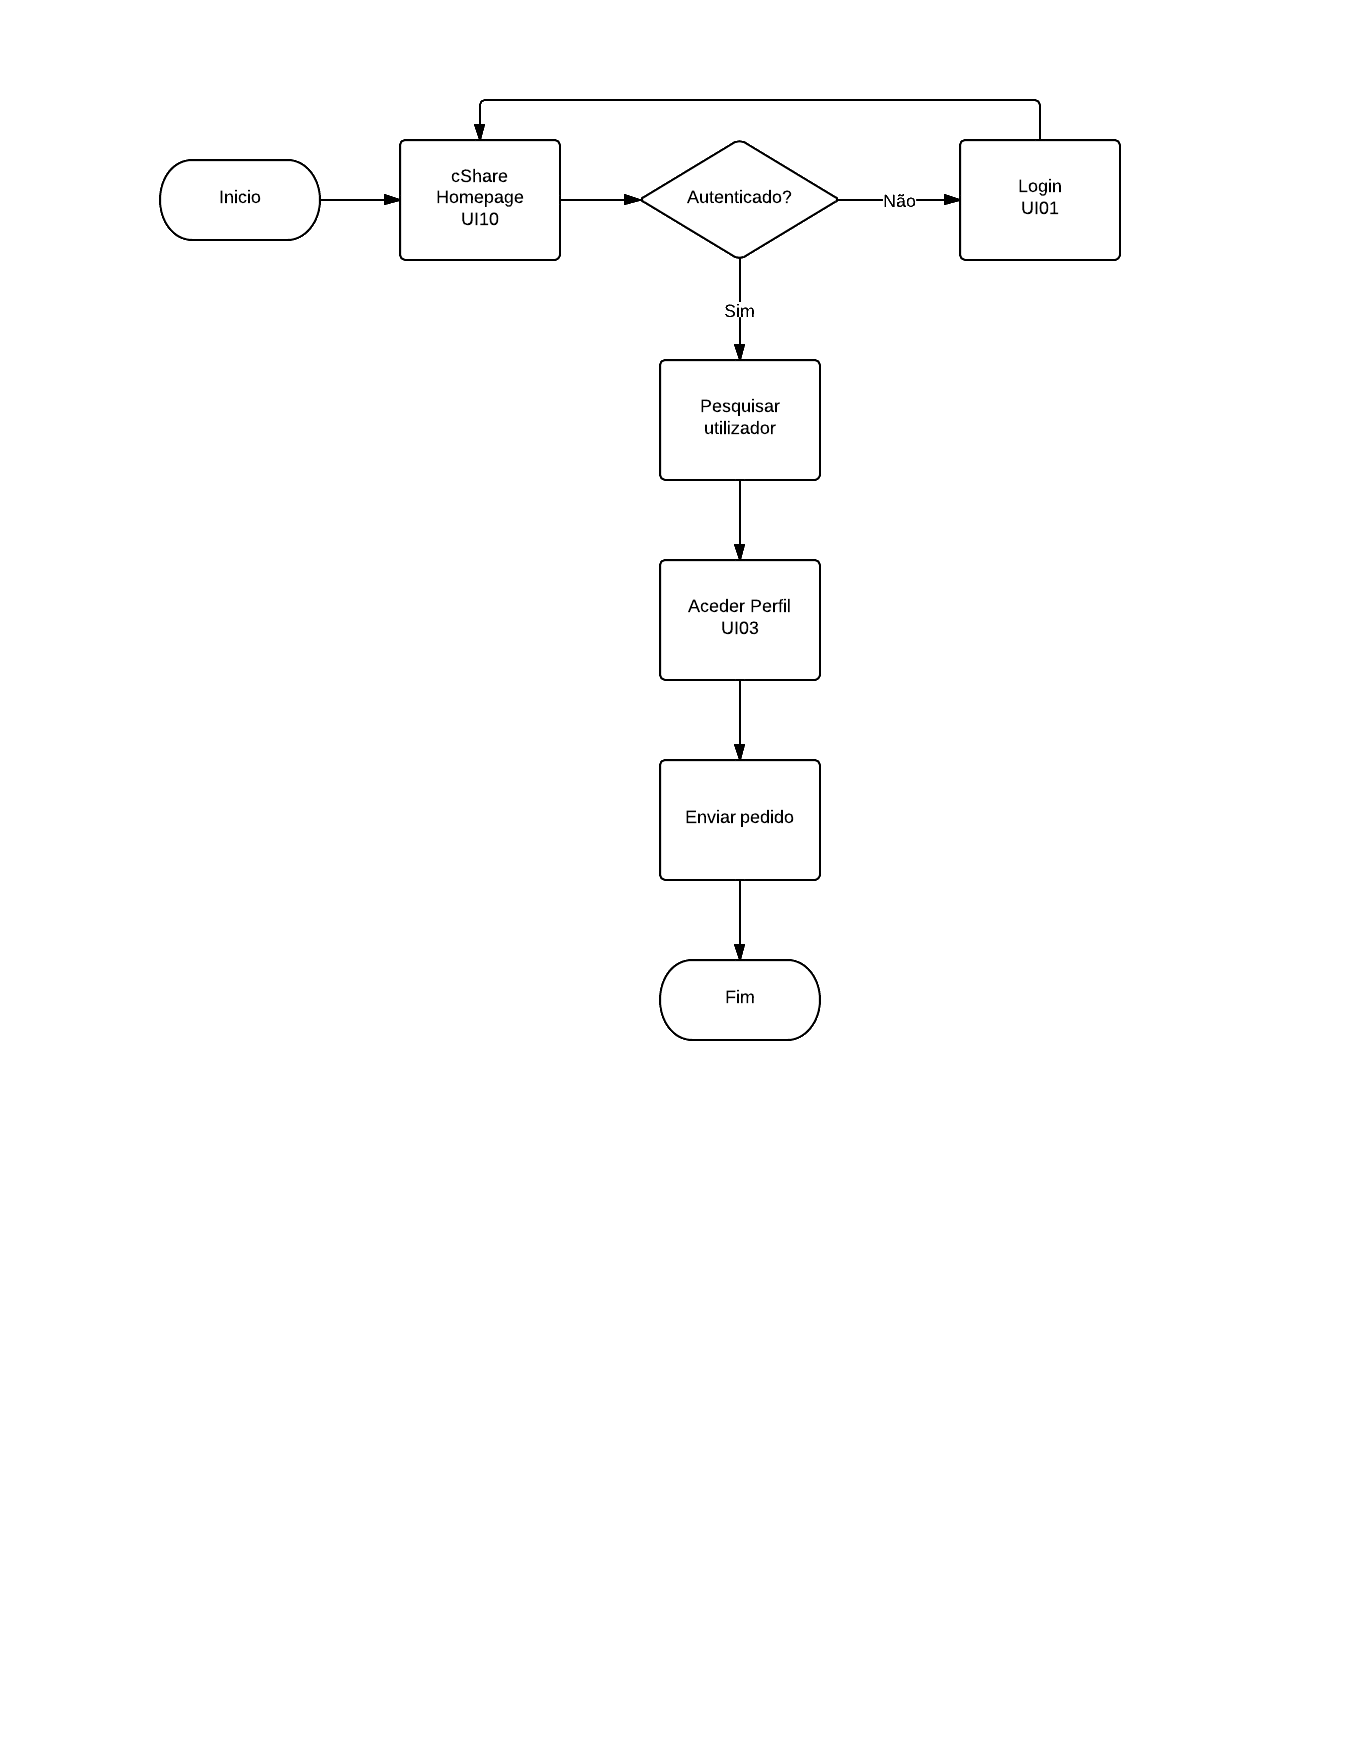 Inicio
cShare
Homepage
UI10
Autenticado?
Não
Login
UI01
Sim
Pesquisar
utilizador
Aceder Perfil
UI03
Enviar pedido
Fim